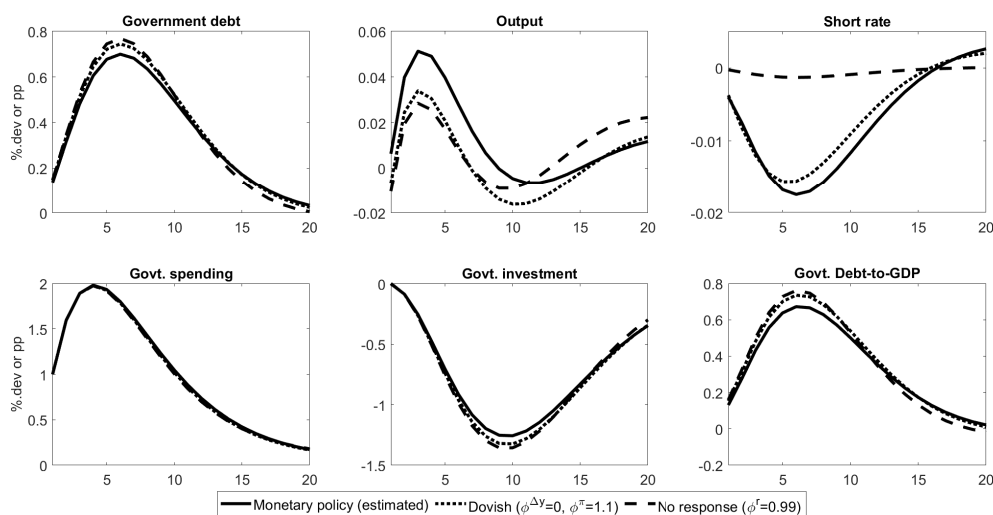 Government debt
Output
Short rate
%.dev or pp
0.8
0.6
0.4
0.2
0
5 10 15 20
0.06
0.04
0.02
0
-0.02
5 10 15 20
0
-0.01
-0.02
5 10 15 20
Govt. spending
Govt. investment
Govt. Debt-to-GDP
%.dev or pp
2
1.5
1
0.5
0
5 10 15 20
0
-0.5
-1
-1.5
5 10 15 20
0.8
0.6
0.4
0.2
0
-0.2
5 10 15 20
Monetary policy (estimated) Dovish (ϕ^Δy=0, ϕ^π=1.1) No response (ϕ^r=0.99)